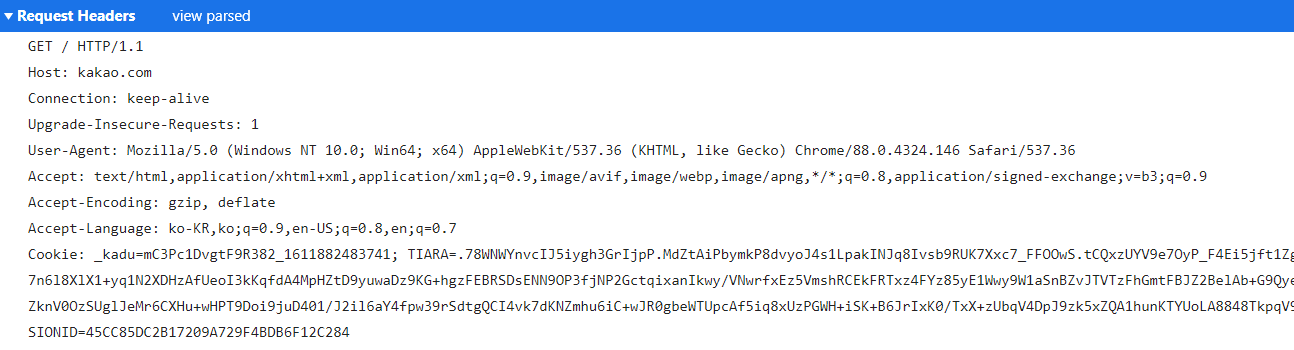 Request Headers view parsed
GET / HTTP/1.1
Host: kakao.com
Connection: keep-alive
Upgrade-Insecure-Requests: 1
User-Agent: Mozilla/5.0 (Windows NT 10.0; Win64; x64) AppleWebKit/537.36 (KHTML, like Gecko) Chrome/88.0.4324.146 Safari/537.36
Accept: text/html,application/xhtml+xml,application/xml;q=0.9,image/avif,image/webp,image/apng,*/*;q=0.8,application/signed-exchange;v=b3;q=0.9
Accept-Encoding: gzip, deflate
Accept-Language: ko-KR,ko;q=0.9,en-US;q=0.8,en;q=0.7
Cookie: _kadu=mC3Pc1DvgtF9R382_1611882483741; TIARA=.78WNWYnvcIJ5iygh3GrIjpP.MdZtAiPbymkP8dvyoJ4s1LpakINJq8Ivsb9RUK7Xxc7_FFOOwS.tCQxzUYV9e7OyP_F4Ei5jft1Zg
7n6l8XlX1+yq1N2XDHzAfUeoI3kKqfdA4MpHZtD9yuwaDz9KG+hgzFEBRSDsENN9OP3fjNP2GctqixanIkwy/VNwrfxEz5VmshRCEkFRTxz4FYz85yE1Wwy9W1aSnBZvJTVTzFhGmtFBJZ2BelAb+G9Qye
ZknV0OzSUglJeMr6CXHu+wHPT9Doi9juD401/J2il6aY4fpw39rSdtgQCI4vk7dKNZmhu6iC+wJR0gbeWTUpcAf5iq8xUzPGWH+iSK+B6JrIxK0/TxX+zUbqV4DpJ9zk5xZQA1hunKTYUoLA8848TkpqV9
SIONID=45CC85DC2B17209A729F4BDB6F12C284